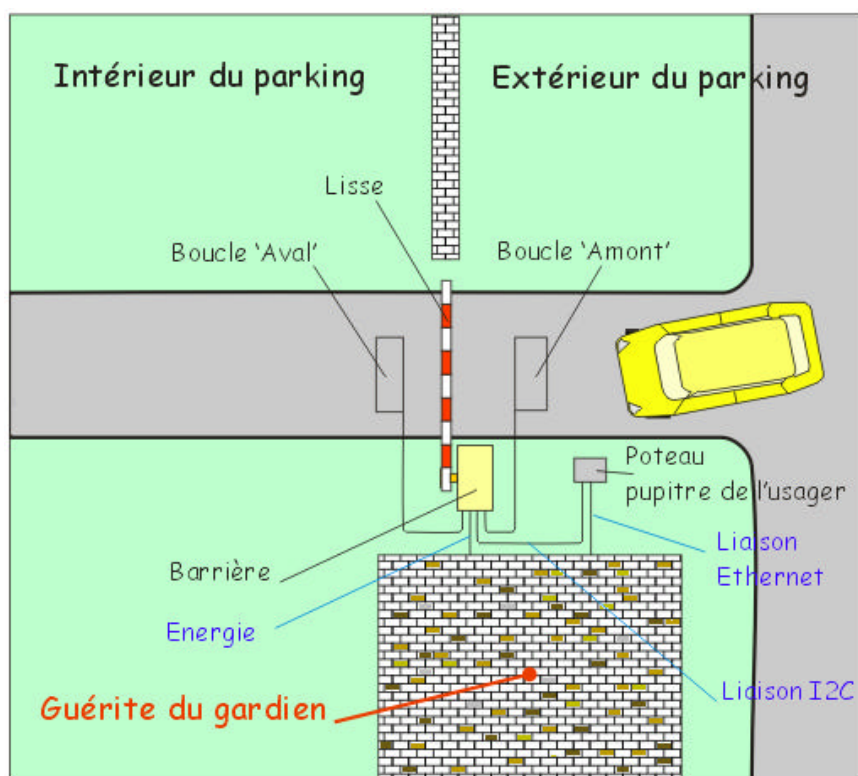 Intérieur du parking
Extérieur du parking
Lisse
Boucle 'Aval'
Boucle 'Amont'
Poteau
pupitre de l'usager
Liaison
Ethernet
Barrière
Energie
Guérite du gardien
Liaison I2C